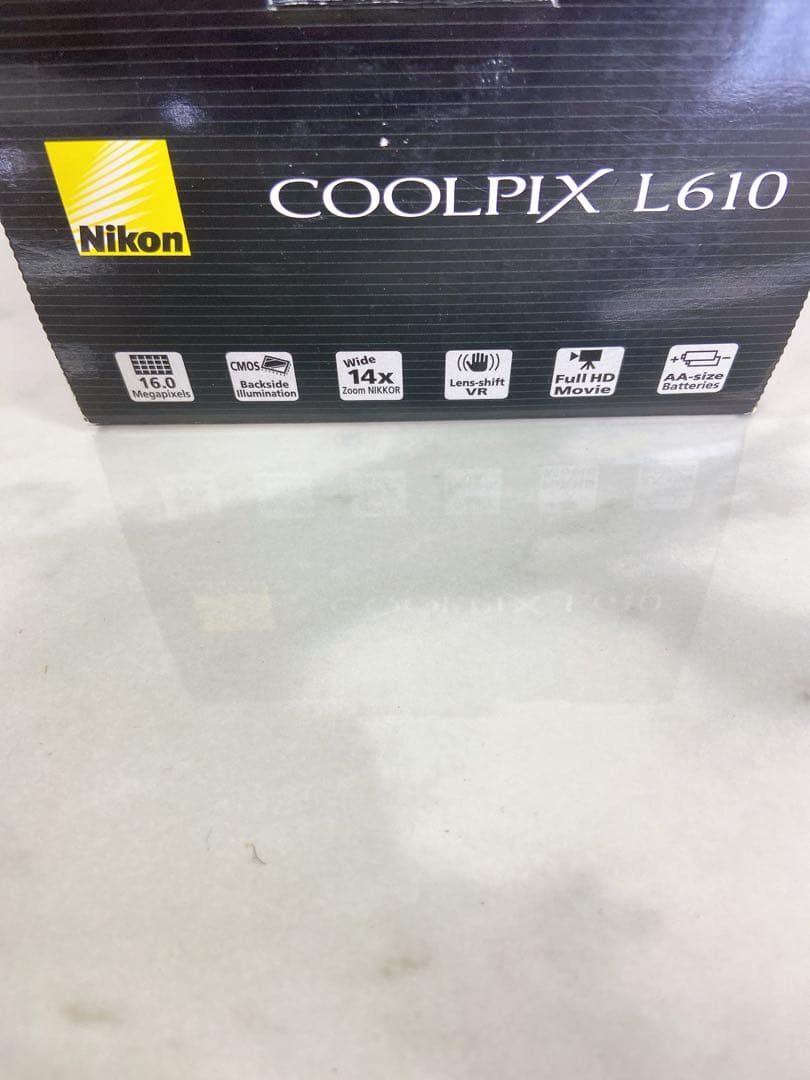 Nikon
COOLPIX L610
16.0
Megapixels
CMOS
Backside
Illumination
Wide
14x
Zoom NIKKOR
Lens-shift
VR
Full HD
Movie
+ -
AA-size
Batteries